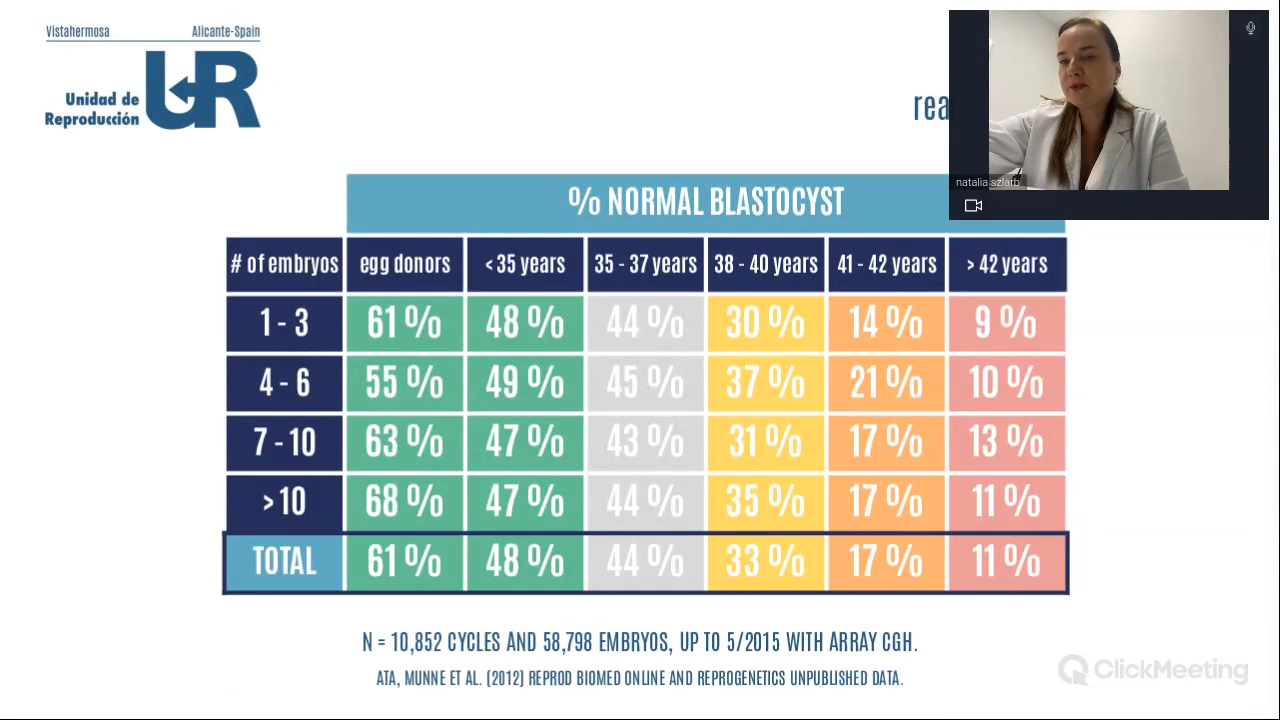 Vistahermosa Alicante-Spain
Unidad de
Reproducción
UR
natalia szlarb
% NORMAL BLASTOCYST
# of embryos egg donors < 35 years 35 - 37 years 38 - 40 years 41 - 42 years > 42 years
1 - 3 61 % 48 % 44 % 30 % 14 % 9 %
4 - 6 55 % 49 % 45 % 37 % 21 % 10 %
7 - 10 63 % 47 % 43 % 31 % 17 % 13 %
> 10 68 % 47 % 44 % 35 % 17 % 11 %
TOTAL 61 % 48 % 44 % 33 % 17 % 11 %
N = 10,852 CYCLES AND 58,798 EMBRYOS, UP TO 5/2015 WITH ARRAY CGH.
ATA, MUNNE ET AL. (2012) REPROD BIOMED ONLINE AND REPROGENETICS UNPUBLISHED DATA.
ClickMeeting